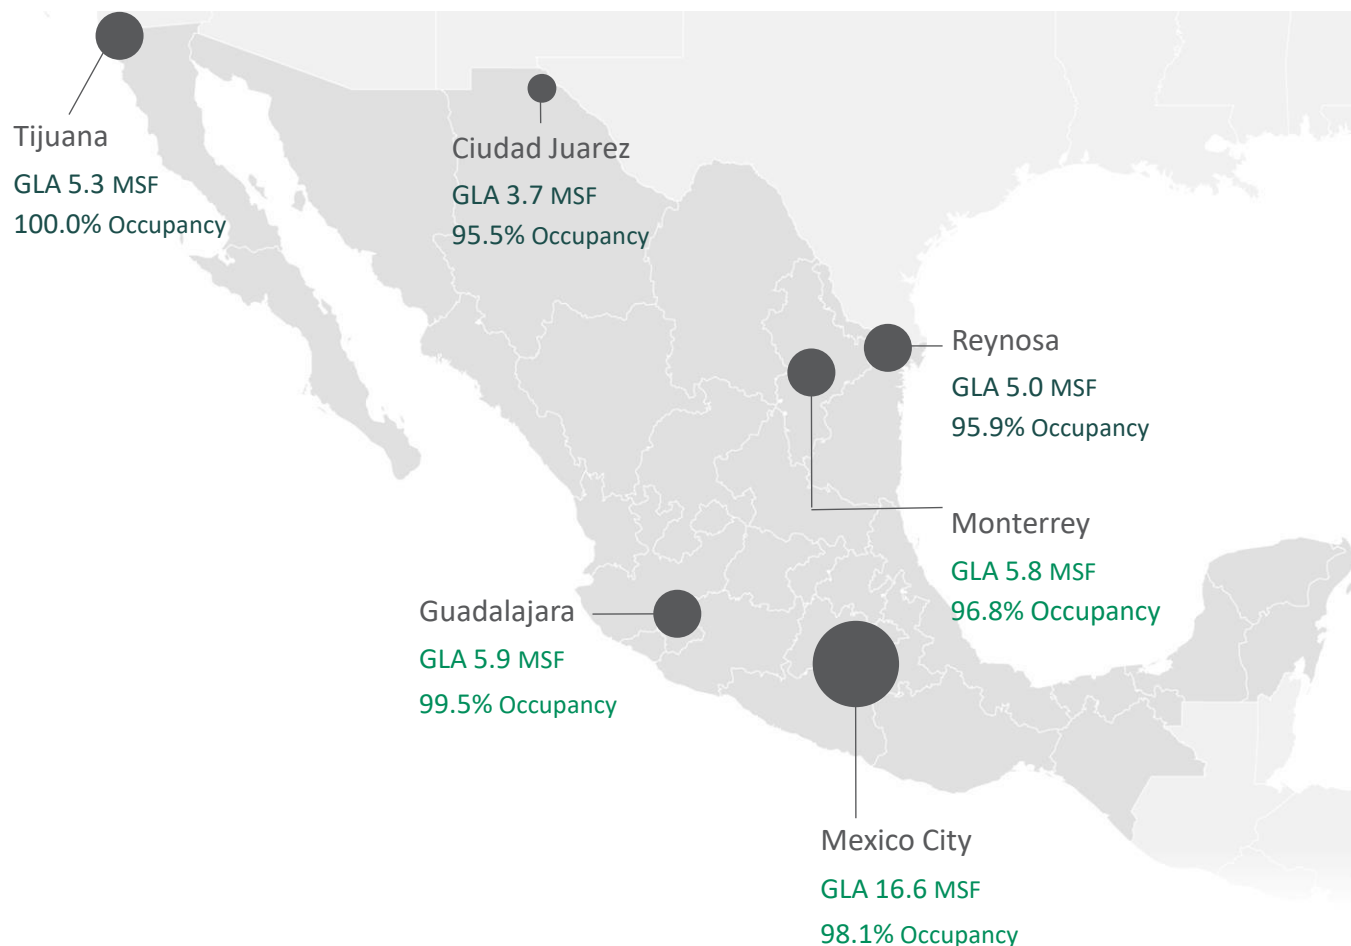 Tijuana
GLA 5.3 MSF
100.0% Occupancy
Ciudad Juarez
GLA 3.7 MSF
95.5% Occupancy
Reynosa
GLA 5.0 MSF
95.9% Occupancy
Monterrey
GLA 5.8 MSF
96.8% Occupancy
Guadalajara
GLA 5.9 MSF
99.5% Occupancy
Mexico City
GLA 16.6 MSF
98.1% Occupancy